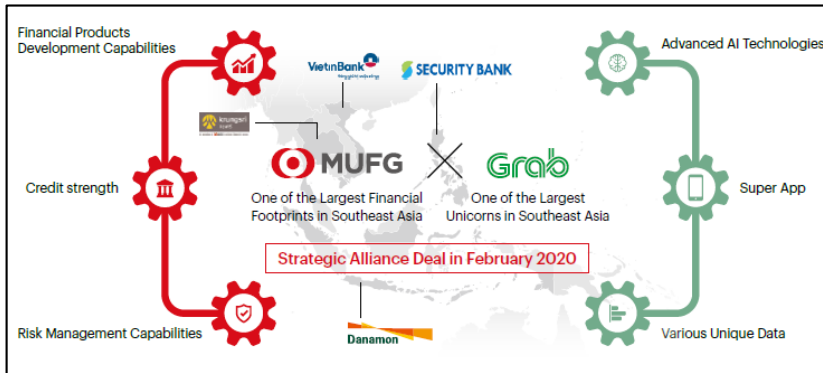 Financial Products
Development Capabilities
VietinBank
SECURITY BANK
Advanced AI Technologies
krungsri
Credit strength
MUFG
Grab
Super App
One of the Largest Financial
Footprints in Southeast Asia
One of the Largest
Unicorns in Southeast Asia
Strategic Alliance Deal in February 2020
Risk Management Capabilities
Danamon
Various Unique Data